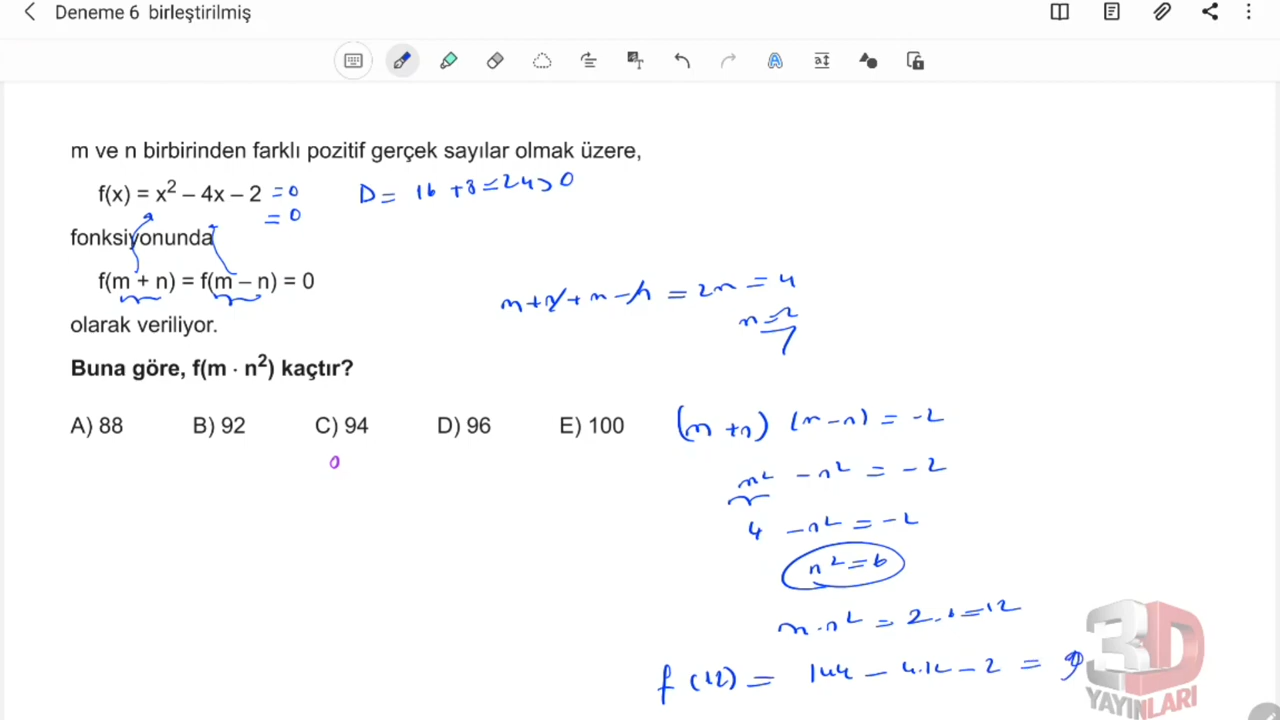 Deneme 6 birleştirilmiş
m ve n birbirinden farklı pozitif gerçek sayılar olmak üzere,
f(x) = x² – 4x – 2 = 0
= 0
D = 16 + 8 = 24 > 0
fonksiyonunda
f(m + n) = f(m – n) = 0
m + n + m - n = 2m = 4
m = 2
olarak veriliyor.
Buna göre, f(m · n²) kaçtır?
A) 88 B) 92 C) 94 D) 96 E) 100
(m + n) (m - n) = -2
m² - n² = -2
4 - n² = -2
n² = 6
m · n² = 2 · 6 = 12
f(12) = 144 - 4.12 - 2 = 9
3D
YAYINLARI